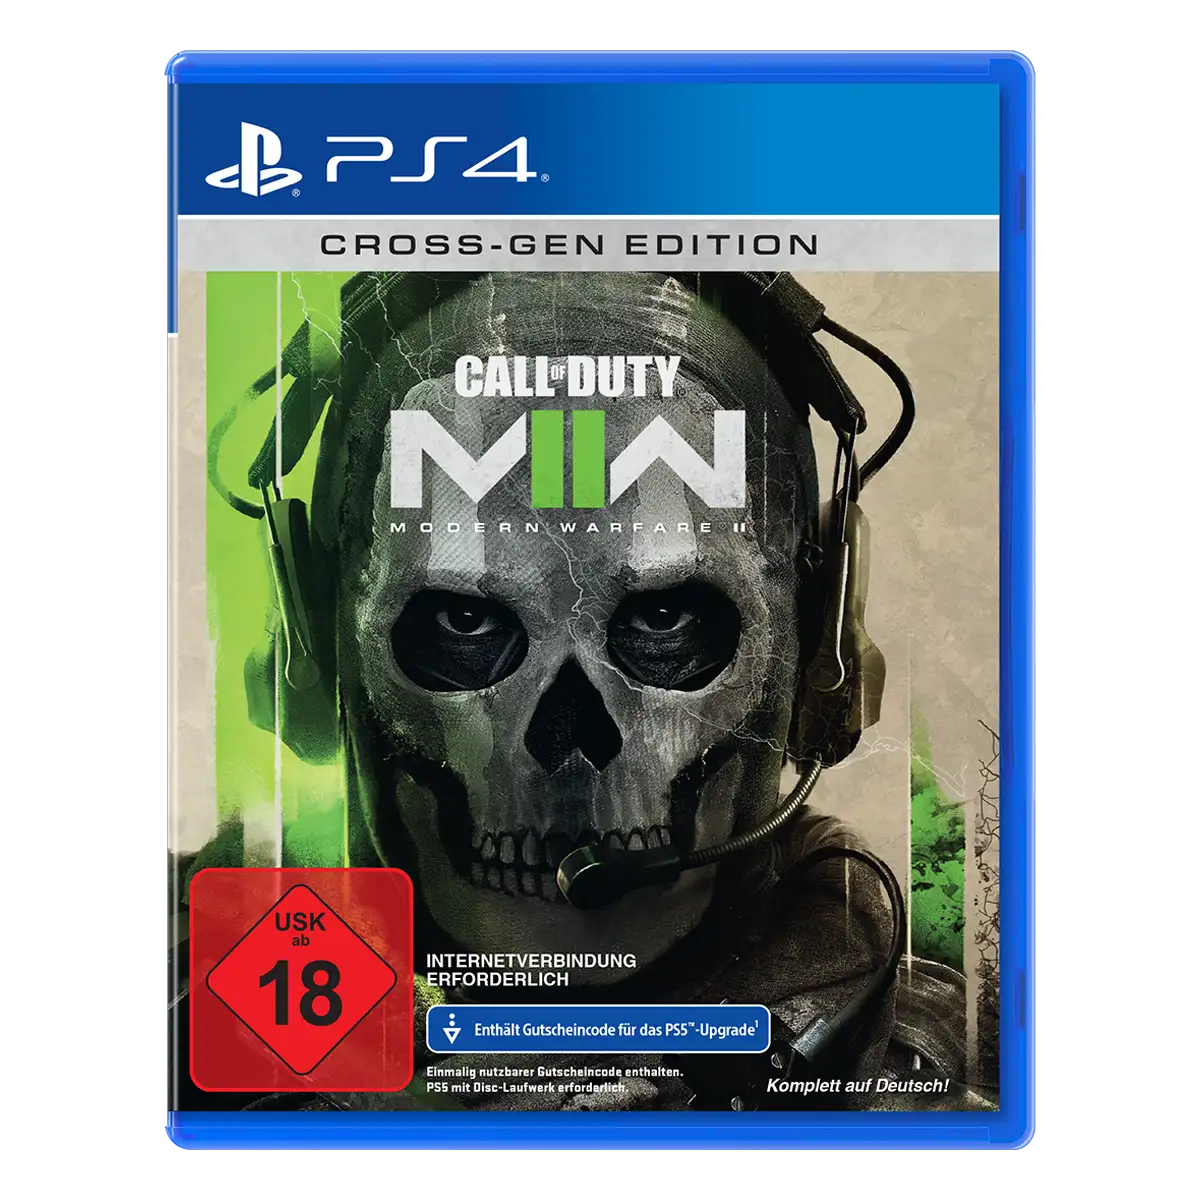 PS4®
CROSS-GEN EDITION
CALL OF DUTY®
MIIW
MODERN WARFARE® II
USK
ab
18
INTERNETVERBINDUNG
ERFORDERLICH
Enthält Gutscheincode für das PS5™-Upgrade¹
Einmalig nutzbarer Gutscheincode enthalten.
PS5 mit Disc-Laufwerk erforderlich.
Komplett auf Deutsch!